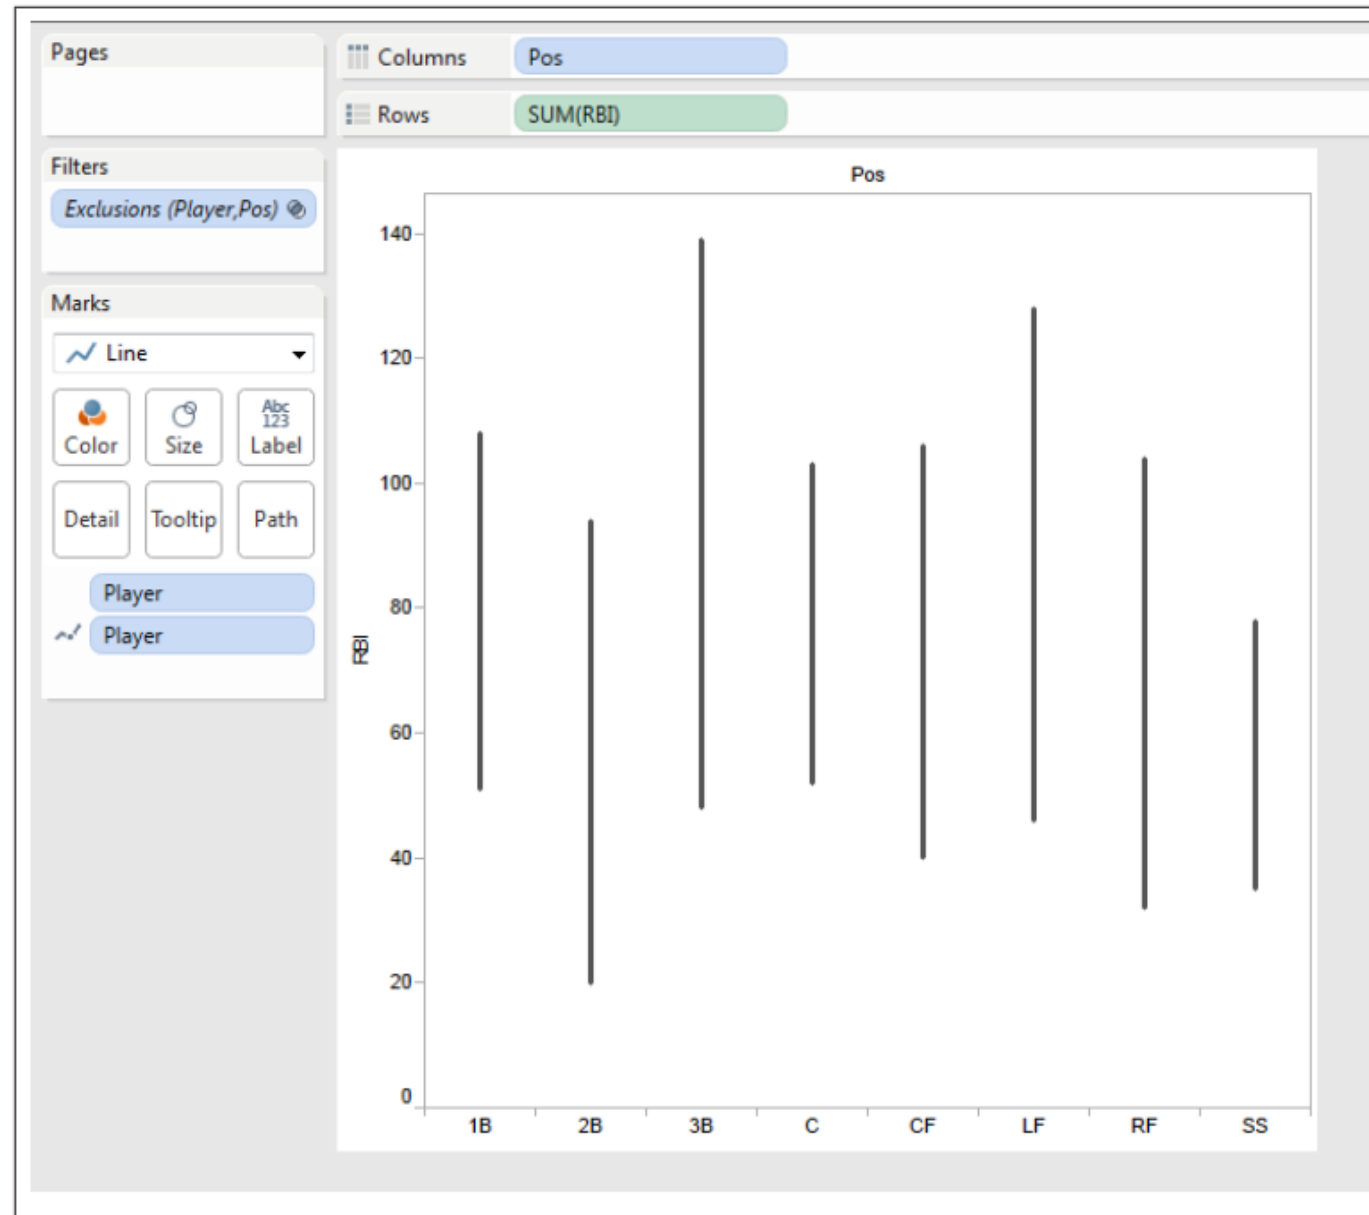 Pages
Columns
Pos
Rows
SUM(RBI)
Filters
Exclusions (Player,Pos)
Marks
Line
Color
Size
Abc
123
Label
Detail
Tooltip
Path
Player
Player
Pos
140
120
100
80
60
40
20
0
RBI
1B 2B 3B C CF LF RF SS